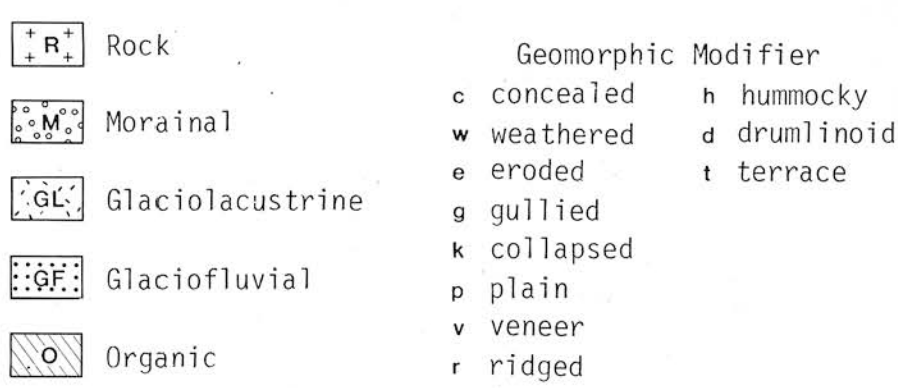 R Rock
M Morainal
GL Glaciolacustrine
GF Glaciofluvial
O Organic
Geomorphic Modifier
c concealed
w weathered
e eroded
g gullied
k collapsed
p plain
v veneer
r ridged
h hummocky
d drumlinoid
t terrace